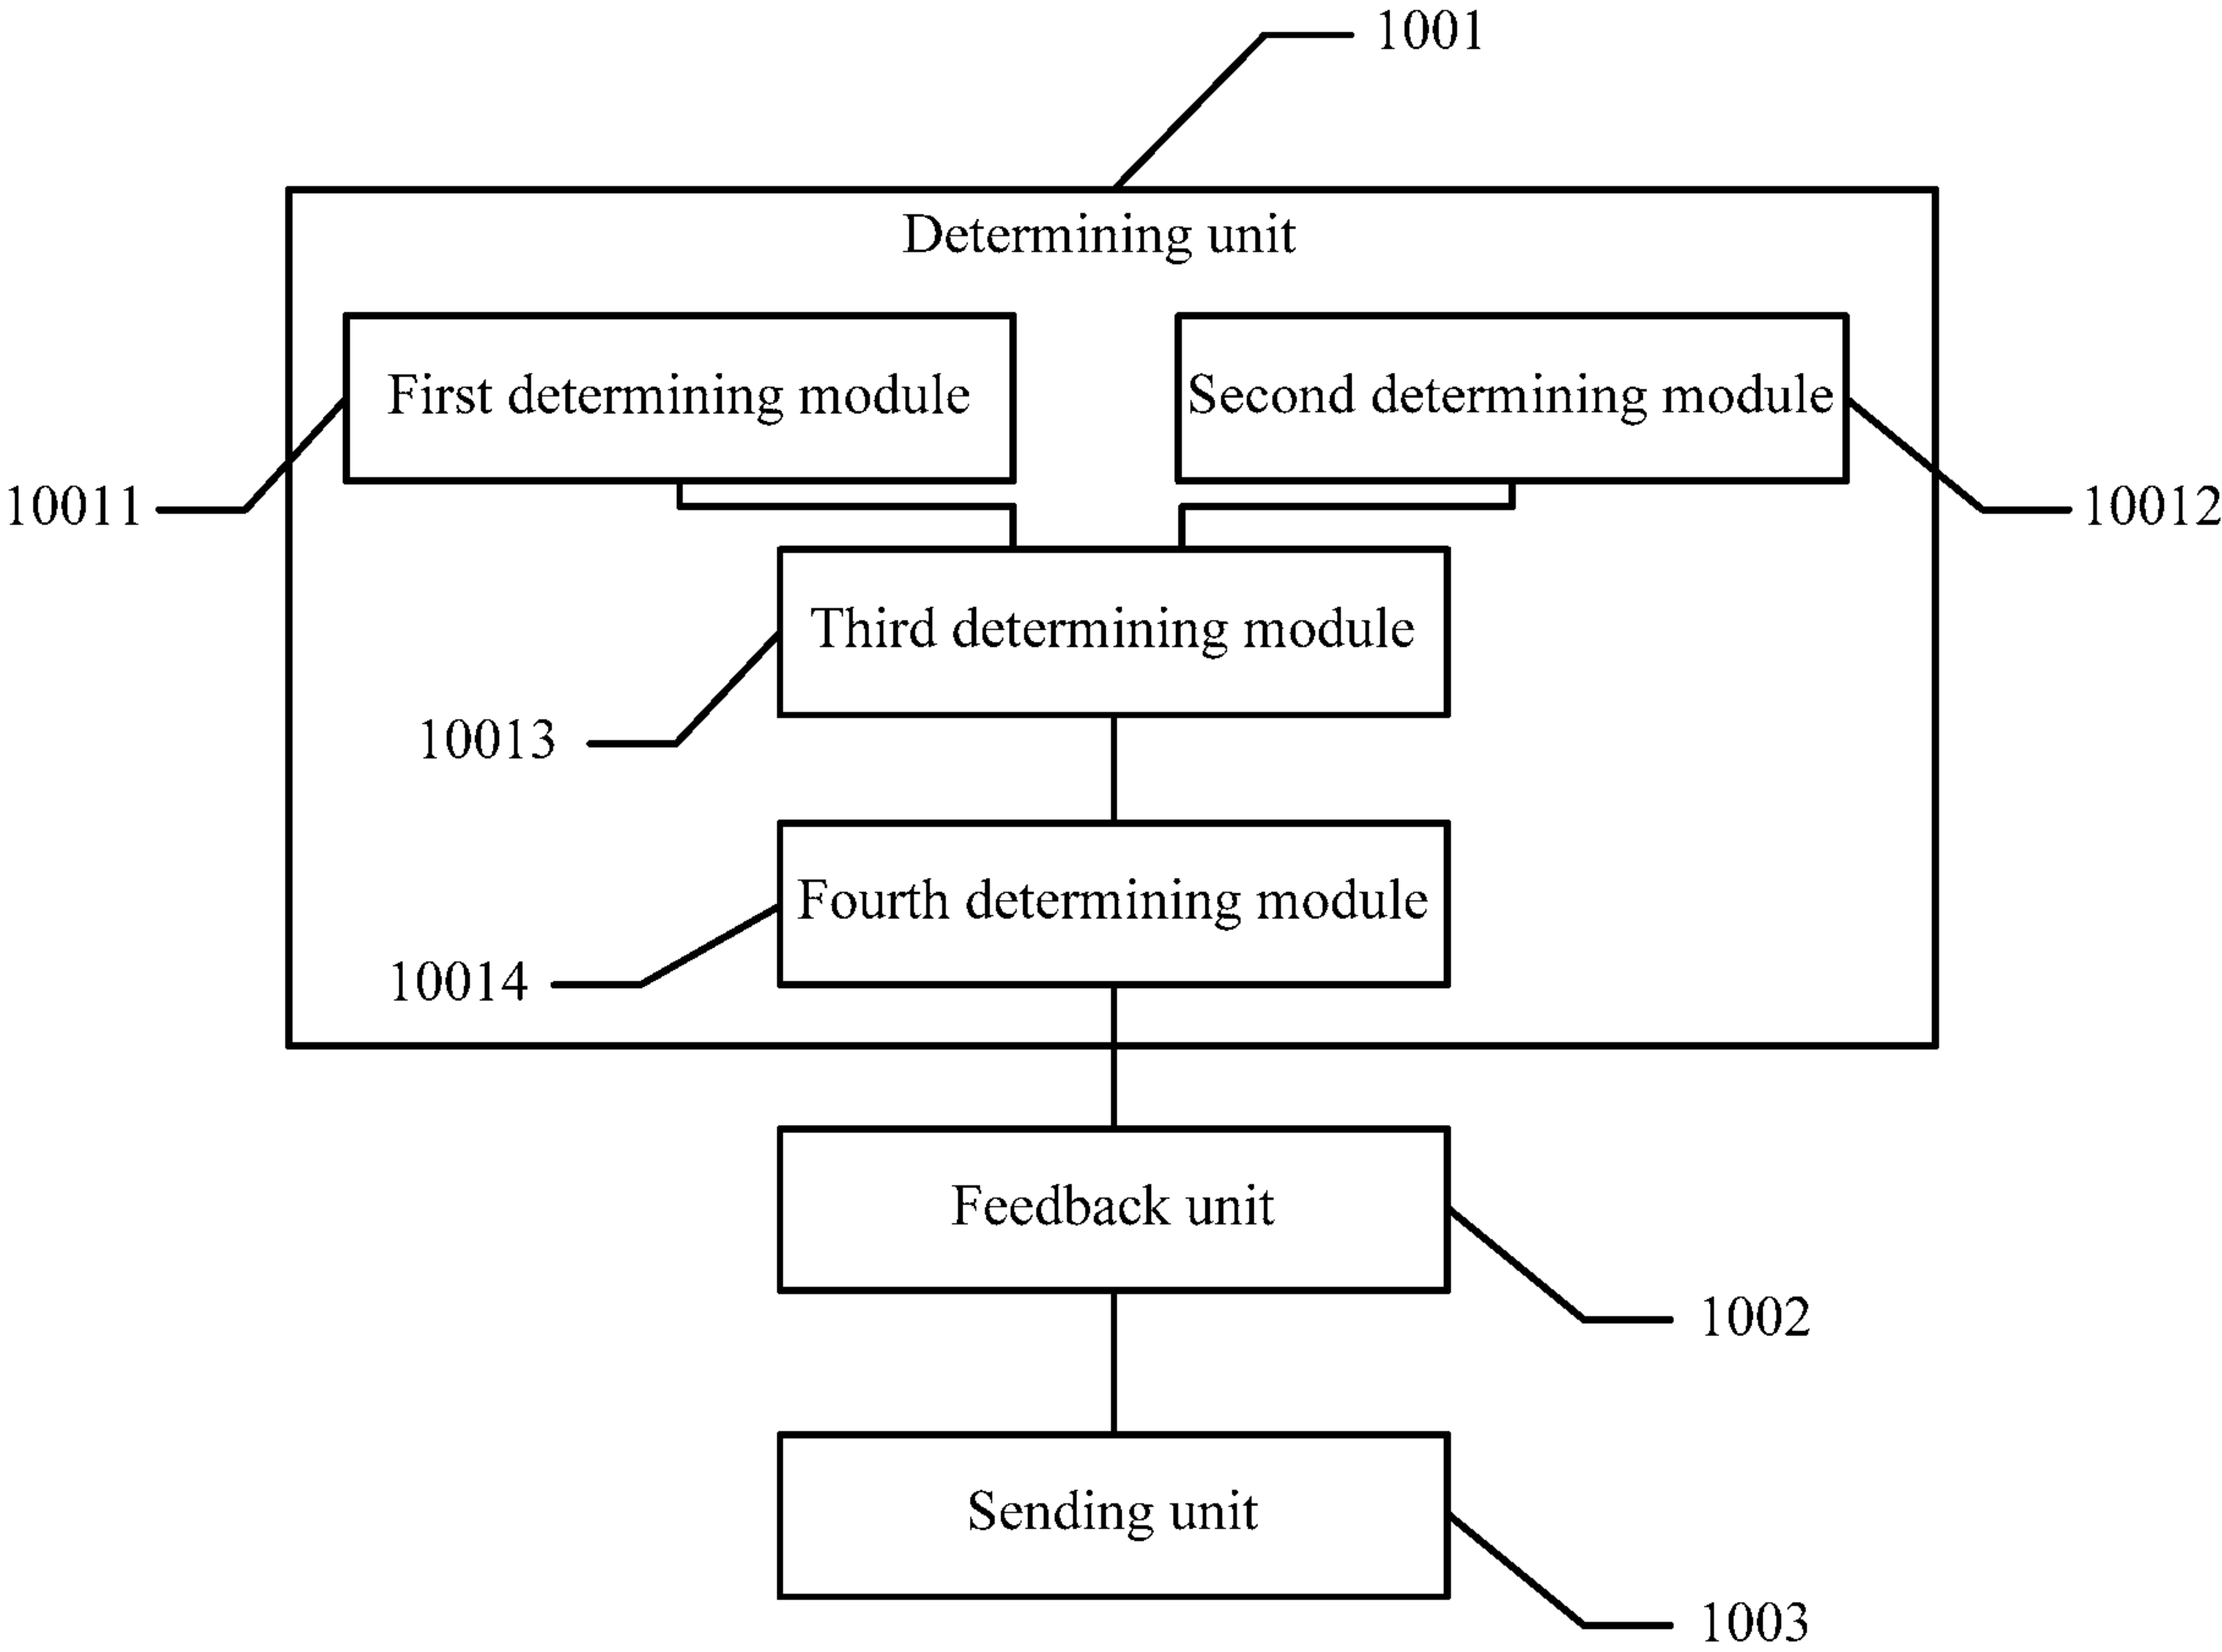 1001
Determining unit
First determining module
Second determining module
10011
10012
Third determining module
10013
Fourth determining module
10014
Feedback unit
1002
Sending unit
1003